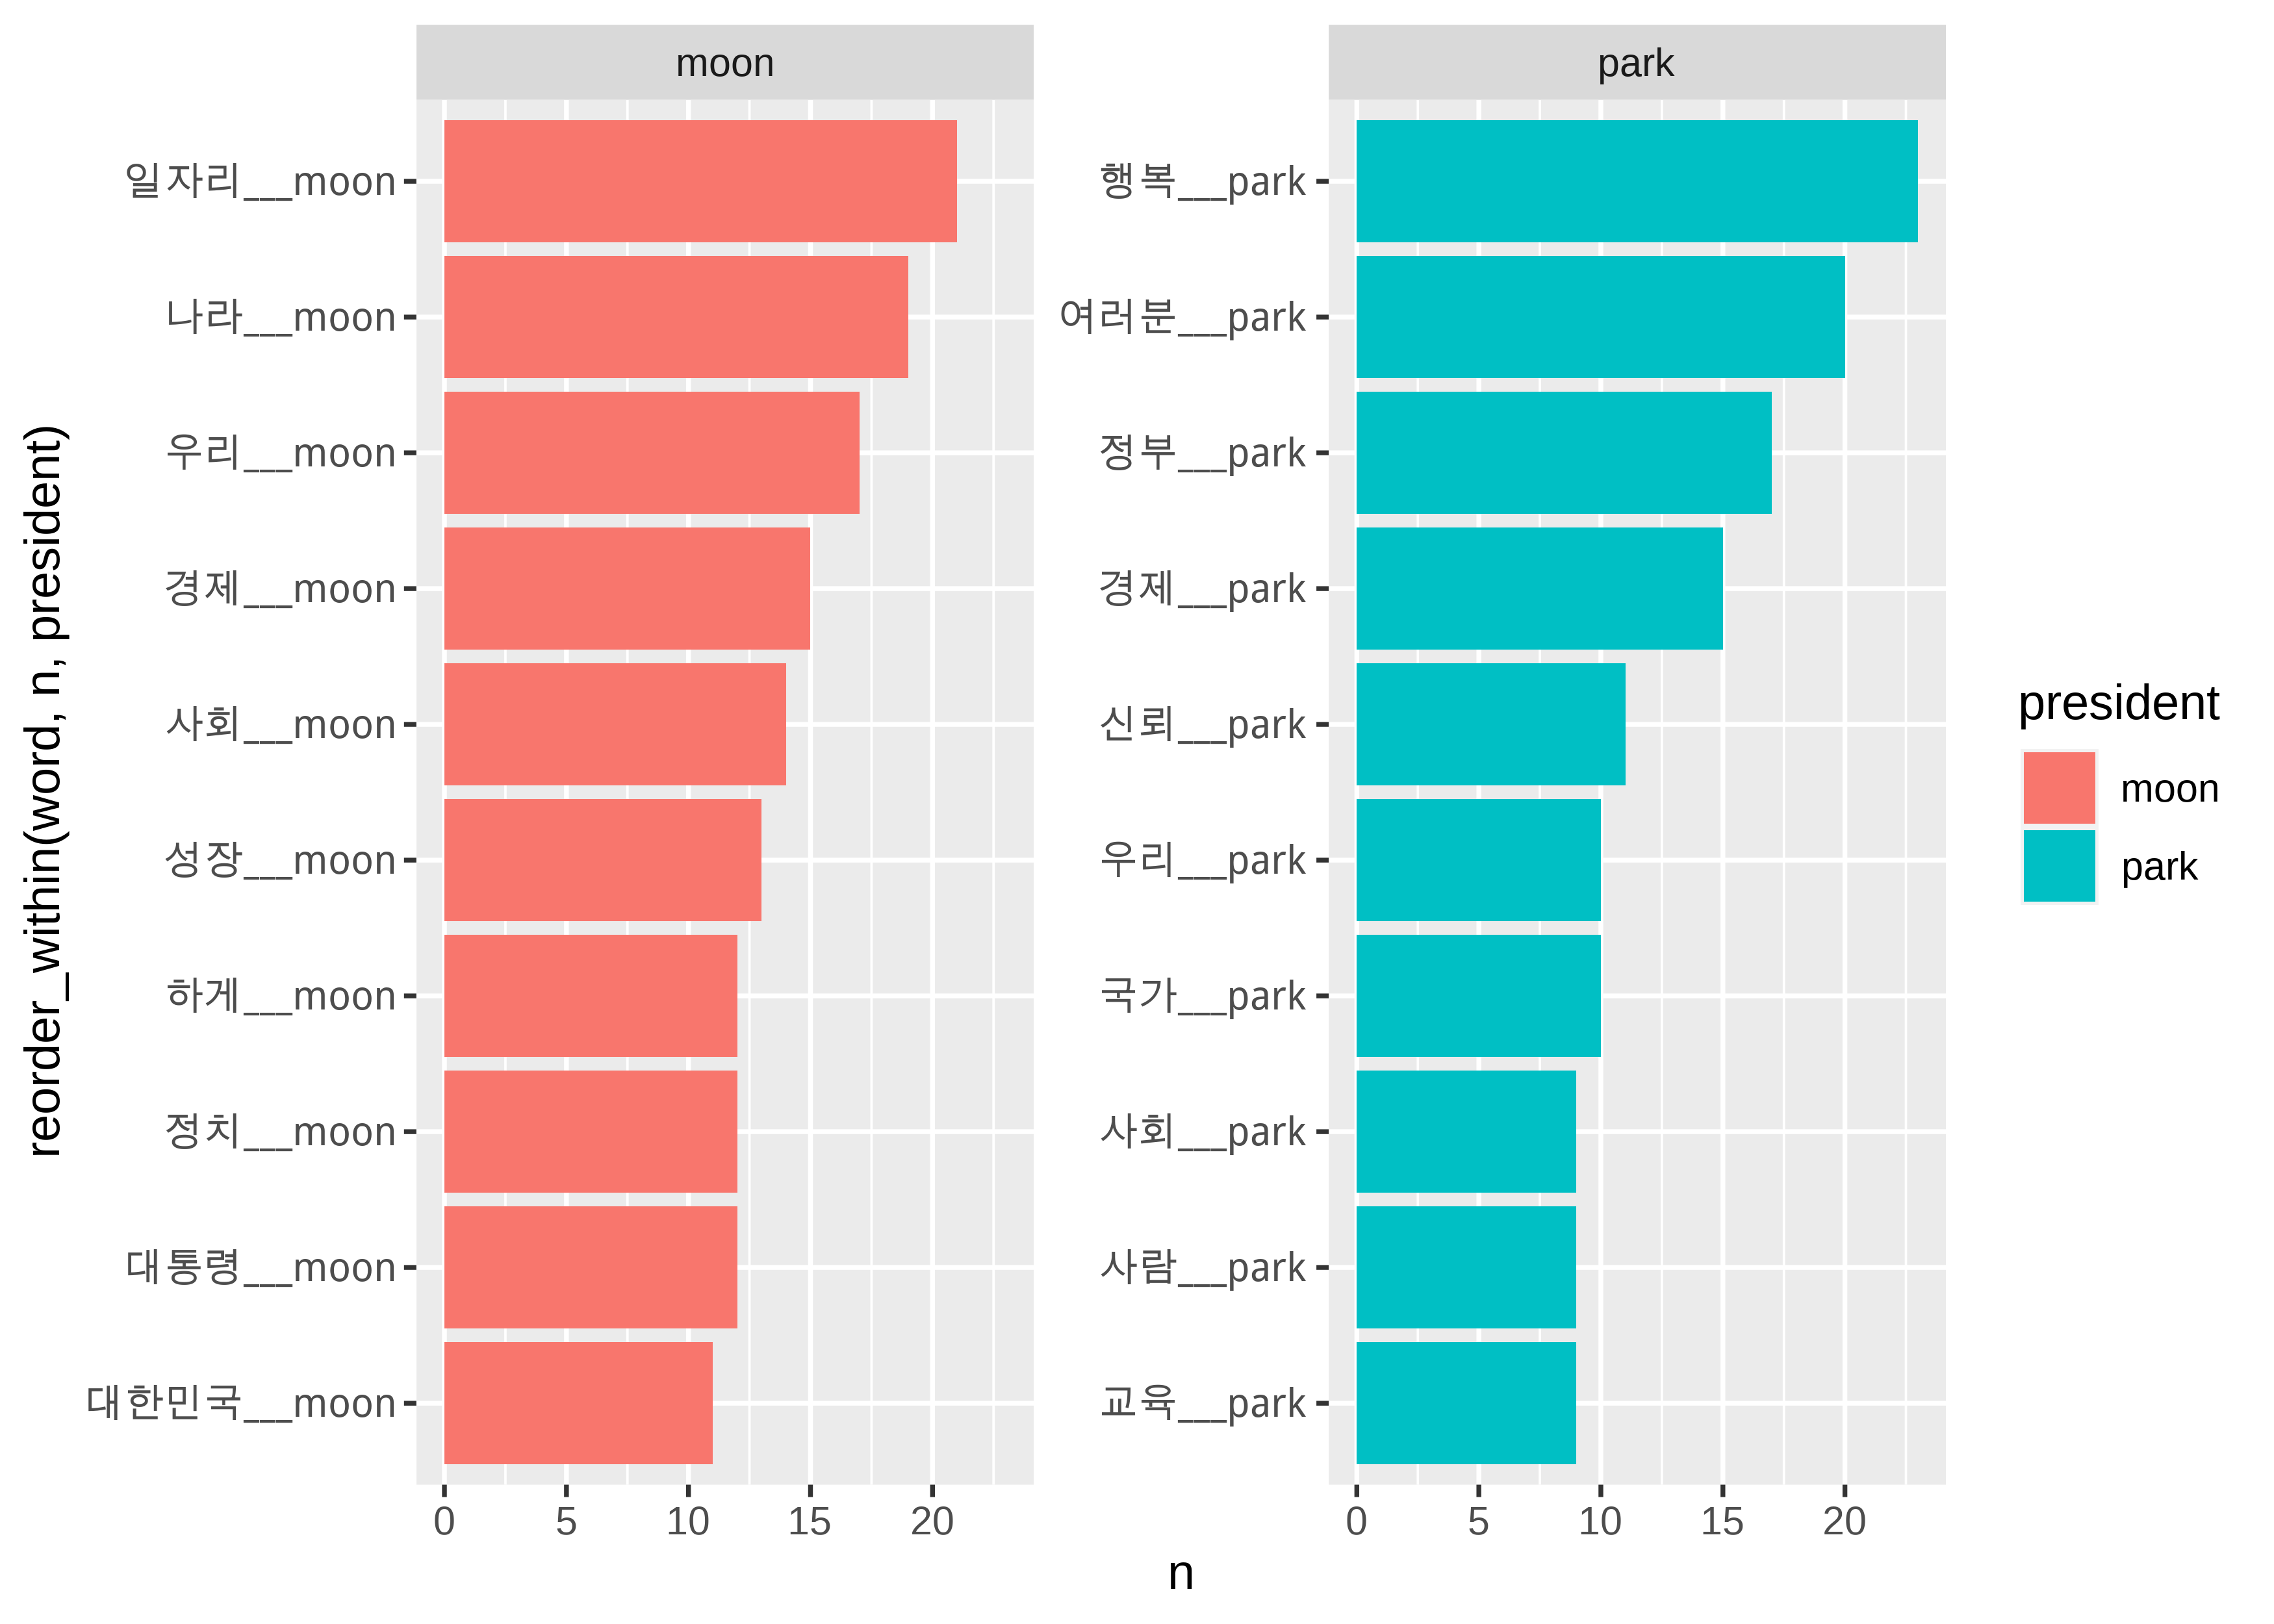 moon
park
reorder_within(word, n, president)
일자리___moon
나라___moon
우리___moon
경제___moon
사회___moon
성장___moon
하게___moon
정치___moon
대통령___moon
대한민국___moon
0 5 10 15 20
행복___park
여러분___park
정부___park
경제___park
신뢰___park
우리___park
국가___park
사회___park
사람___park
교육___park
0 5 10 15 20
n
president
moon
park